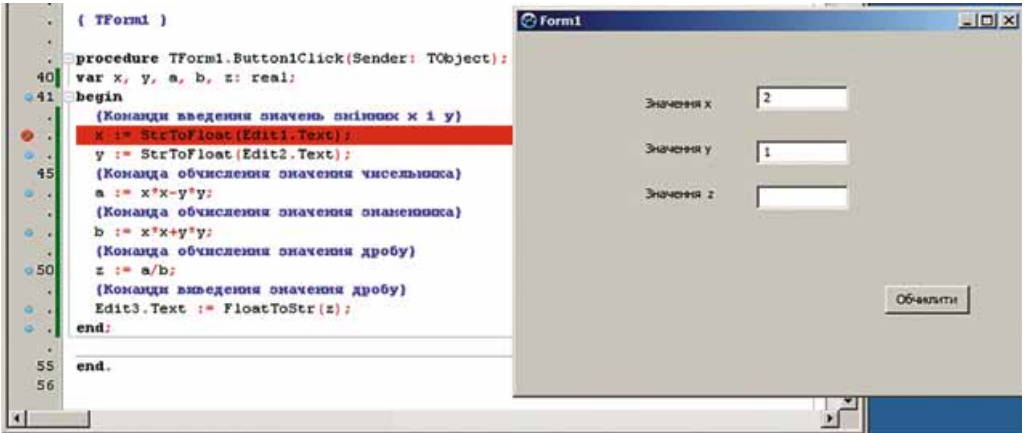 { TForm1 }
procedure TForm1.Button1Click(Sender: TObject);
40 var x, y, a, b, z: real;
41 begin
{Команди введення значень змінних x і y}
x := StrToFloat(Edit1.Text);
y := StrToFloat(Edit2.Text);
45 {Команда обчислення значення чисельника}
a := x*x-y*y;
{Команда обчислення значення знаменника}
b := x*x+y*y;
{Команда обчислення значення дробу}
50 z := a/b;
{Команди виведення значення дробу}
Edit3.Text := FloatToStr(z);
end;
55 end.
56
Form1
Значення x
2
Значення y
1
Значення z
Обчислити